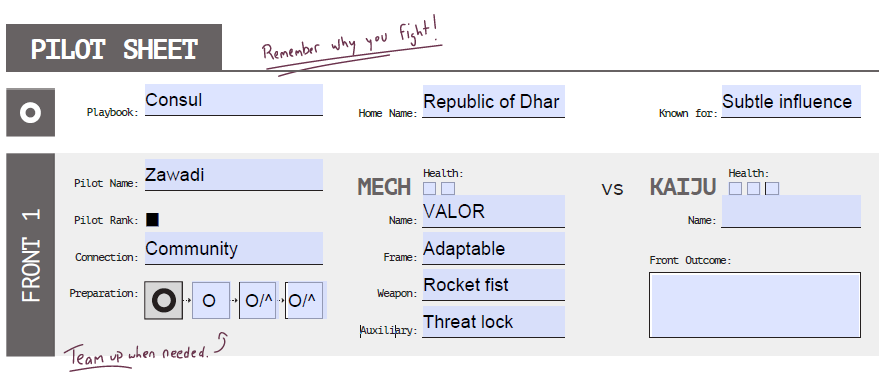 PILOT SHEET
Remember why you fight!
Playbook: Consul
Home Name: Republic of Dhar
Known for: Subtle influence
FRONT 1
Pilot Name: Zawadi
Pilot Rank:
Connection: Community
Preparation: O → O → O/^ → O/^
Team up when needed.
MECH Health:
Name: VALOR
Frame: Adaptable
Weapon: Rocket fist
Auxiliary: Threat lock
VS
KAIJU Health:
Name:
Front Outcome: